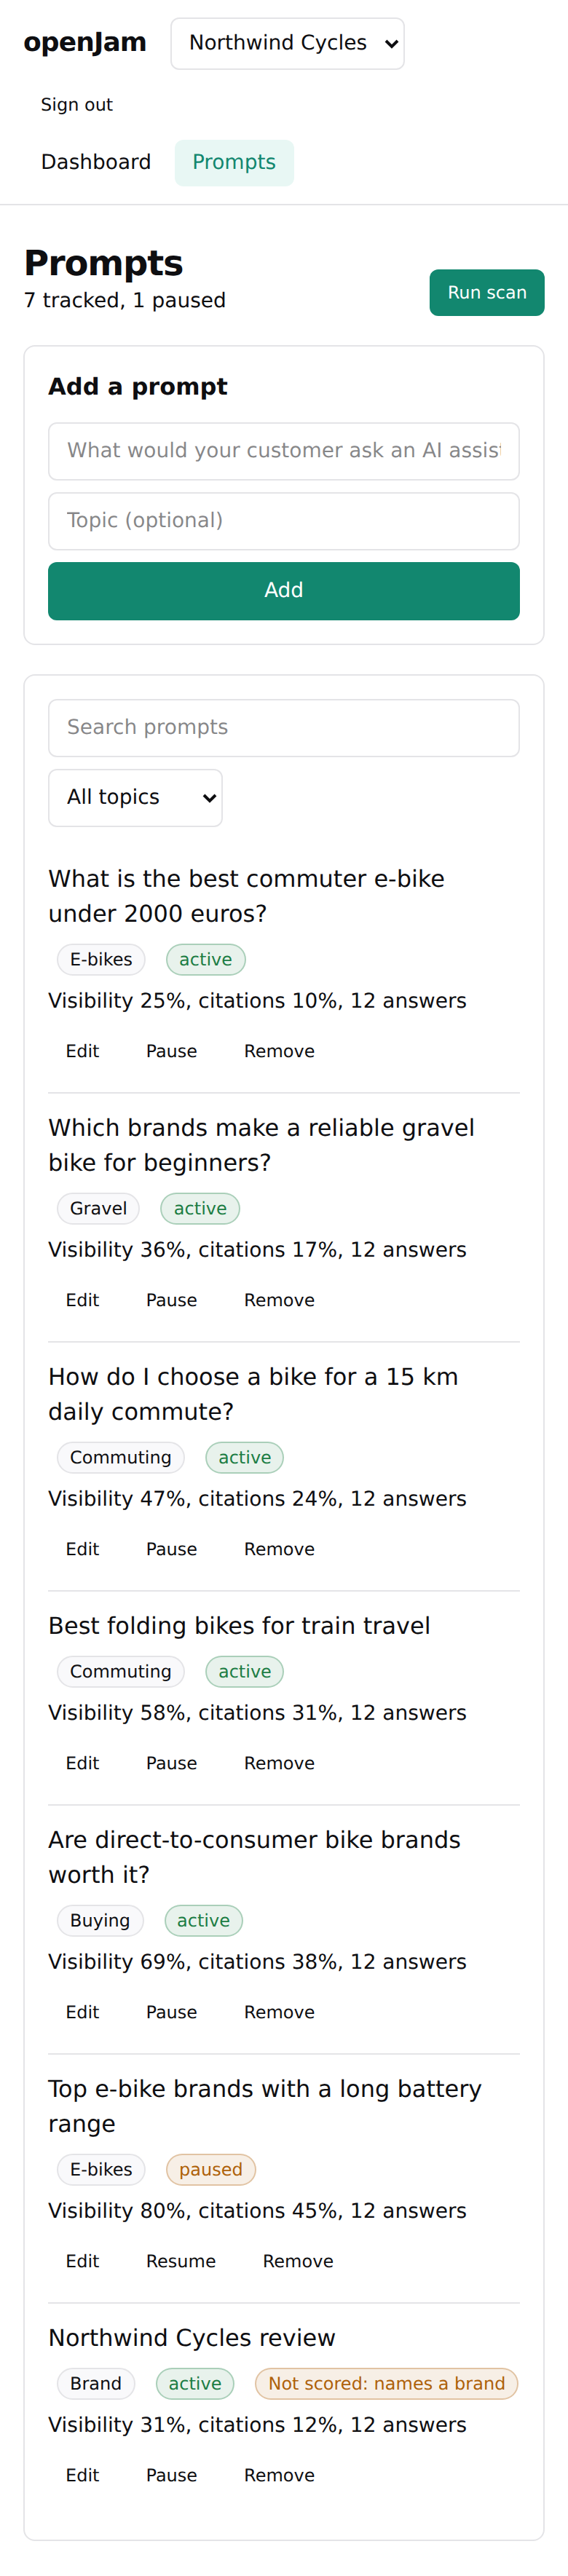 openJam
Northwind Cycles
Sign out
Dashboard Prompts
Prompts
7 tracked, 1 paused
Run scan
Add a prompt
What would your customer ask an AI assist
Topic (optional)
Add
Search prompts
All topics
What is the best commuter e-bike
under 2000 euros?
E-bikes active
Visibility 25%, citations 10%, 12 answers
Edit Pause Remove
Which brands make a reliable gravel
bike for beginners?
Gravel active
Visibility 36%, citations 17%, 12 answers
Edit Pause Remove
How do I choose a bike for a 15 km
daily commute?
Commuting active
Visibility 47%, citations 24%, 12 answers
Edit Pause Remove
Best folding bikes for train travel
Commuting active
Visibility 58%, citations 31%, 12 answers
Edit Pause Remove
Are direct-to-consumer bike brands
worth it?
Buying active
Visibility 69%, citations 38%, 12 answers
Edit Pause Remove
Top e-bike brands with a long battery
range
E-bikes paused
Visibility 80%, citations 45%, 12 answers
Edit Resume Remove
Northwind Cycles review
Brand active Not scored: names a brand
Visibility 31%, citations 12%, 12 answers
Edit Pause Remove